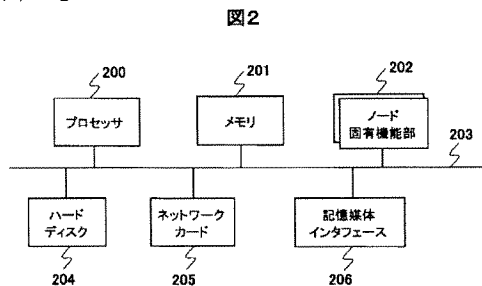 図2
200
201
202
プロセッサ
メモリ
ノード
固有機能部
203
ハード
ディスク
ネットワーク
カード
記憶媒体
インタフェース
204
205
206